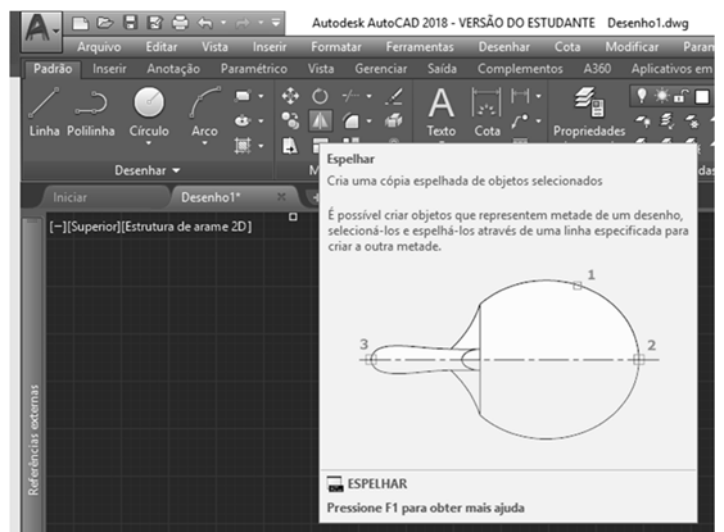 Autodesk AutoCAD 2018 - VERSÃO DO ESTUDANTE Desenho1.dwg
Arquivo Editar Vista Inserir Formatar Ferramentas Desenhar Cota Modificar
Padrão Inserir Anotação Paramétrico Vista Gerenciar Saída Complementos A360 Aplicativos em
Linha Polilinha Círculo Arco Texto Cota Propriedades
Desenhar
Iniciar Desenho1*
Espelhar
Cria uma cópia espelhada de objetos selecionados
É possível criar objetos que representem metade de um desenho,
selecioná-los e espelhá-los através de uma linha especificada para
criar a outra metade.
1
3
2
ESPELHAR
Pressione F1 para obter mais ajuda
[−][Superior][Estrutura de arame 2D]
Referências externas